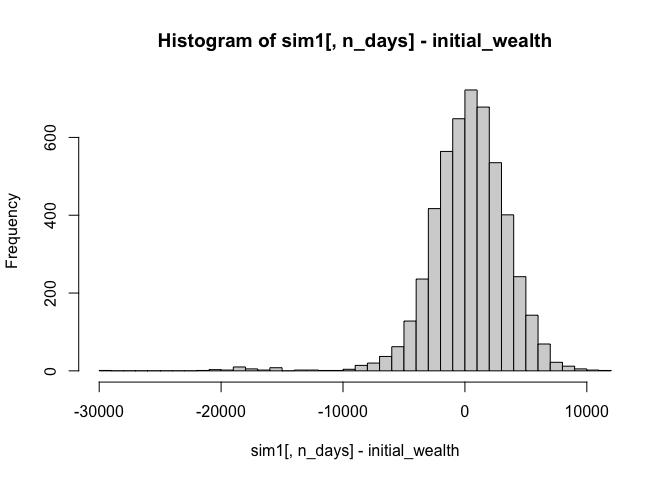 Histogram of sim1[, n_days] - initial_wealth
Frequency
600
400
200
0
-30000 -20000 -10000 0 10000
sim1[, n_days] - initial_wealth